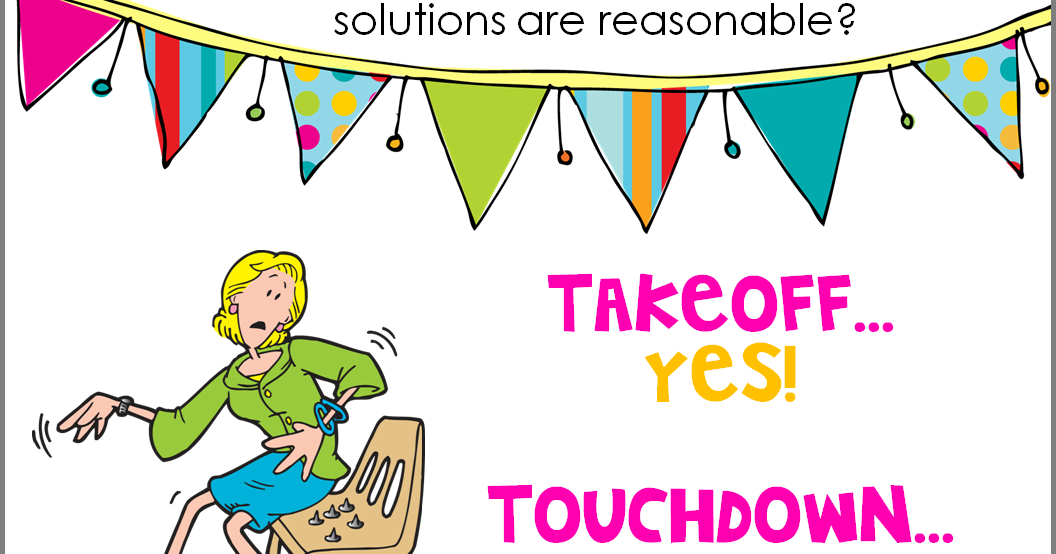 solutions are reasonable?
TAKEOFF...
YES!
TOUCHDOWN...